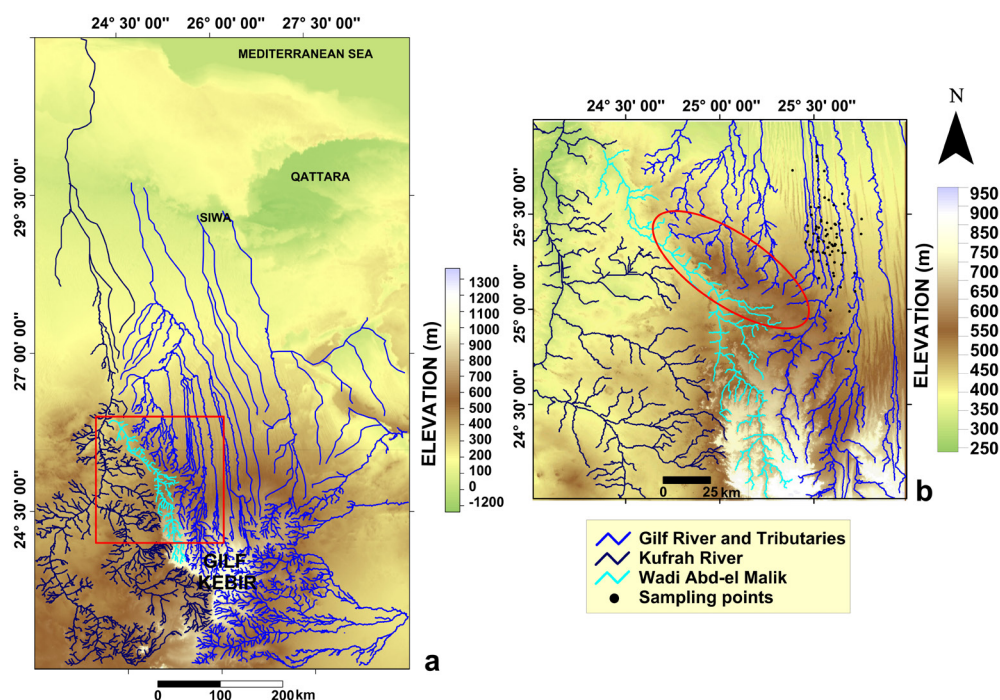 24° 30' 00" 26° 00' 00" 27° 30' 00"
MEDITERRANEAN SEA
QATTARA
SIWA
29° 30' 00"
27° 00' 00"
24° 30' 00"
GILF
KEBIR
a
0 100 200 km
ELEVATION (m)
1300
1200
1000
900
800
700
600
500
400
300
200
100
0
-1200
24° 30' 00" 25° 00' 00" 25° 30' 00"
25° 30' 00"
25° 00' 00"
24° 30' 00"
0 25 km
b
N
ELEVATION (m)
950
900
850
750
700
650
600
550
500
450
400
350
300
250
Gilf River and Tributaries
Kufrah River
Wadi Abd-el Malik
Sampling points